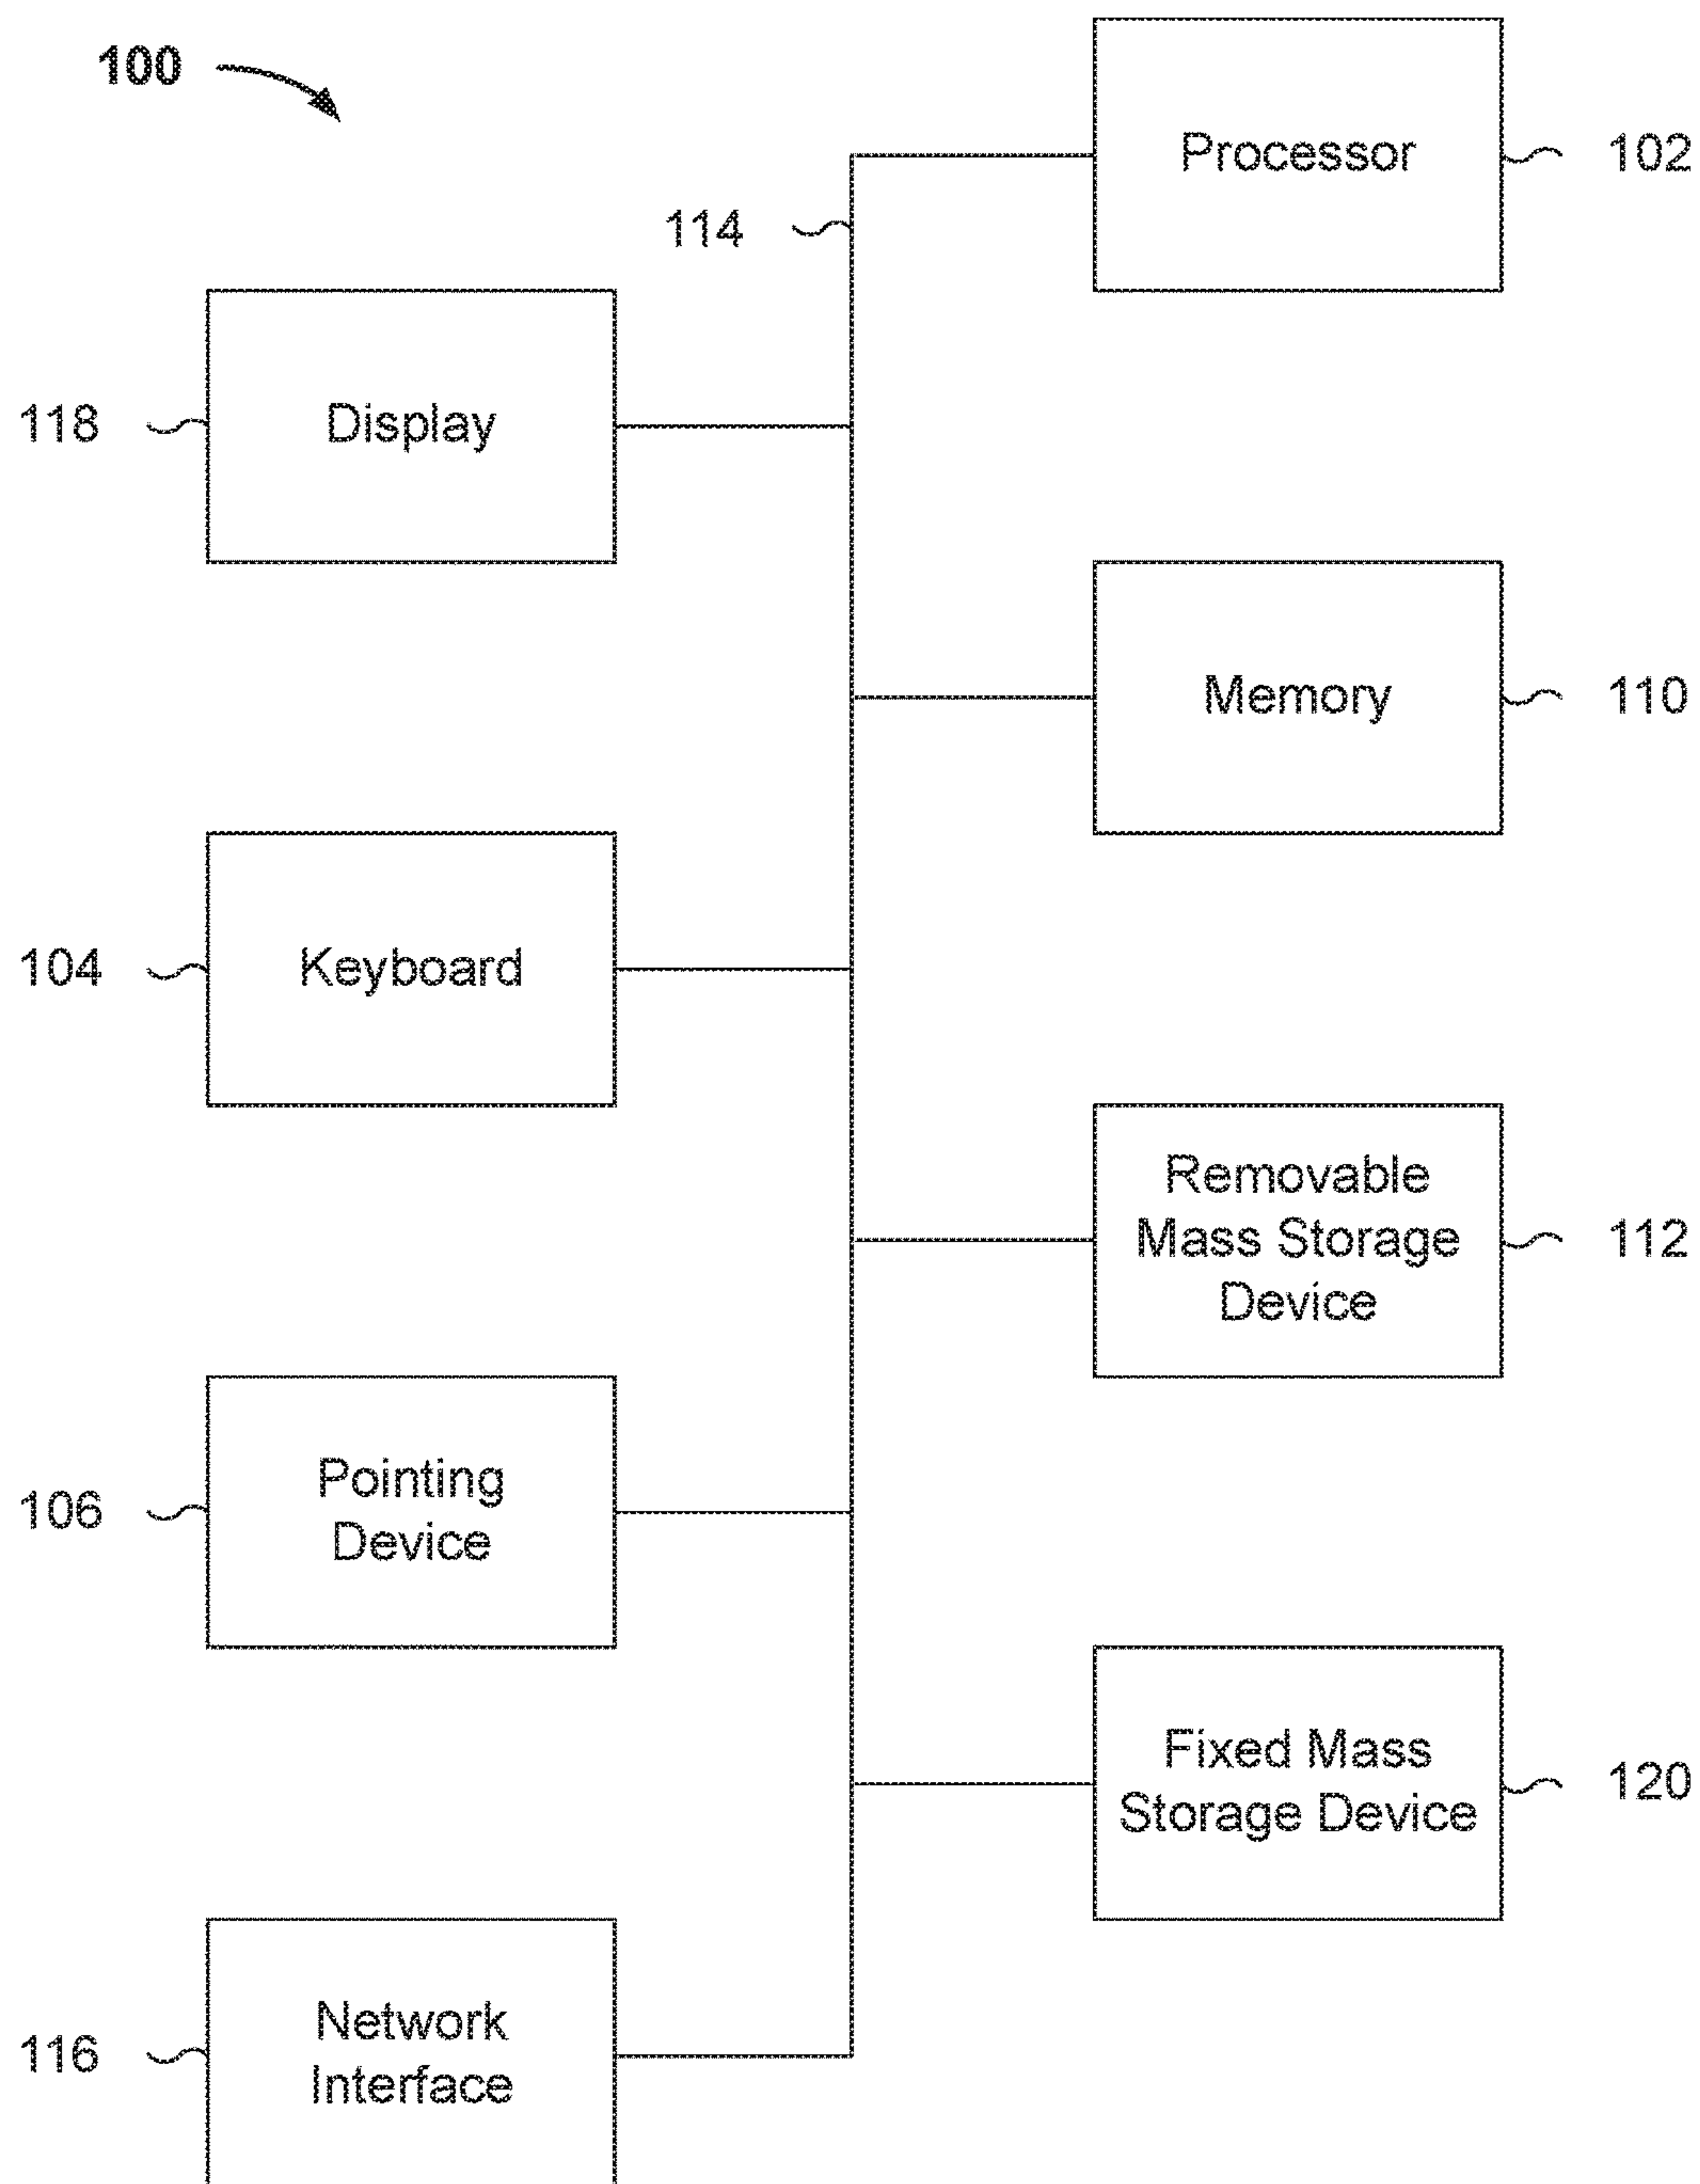 100
Processor
102
114
118
Display
Memory
110
104
Keyboard
Removable
Mass Storage
Device
112
106
Pointing
Device
Fixed Mass
Storage Device
120
116
Network
Interface